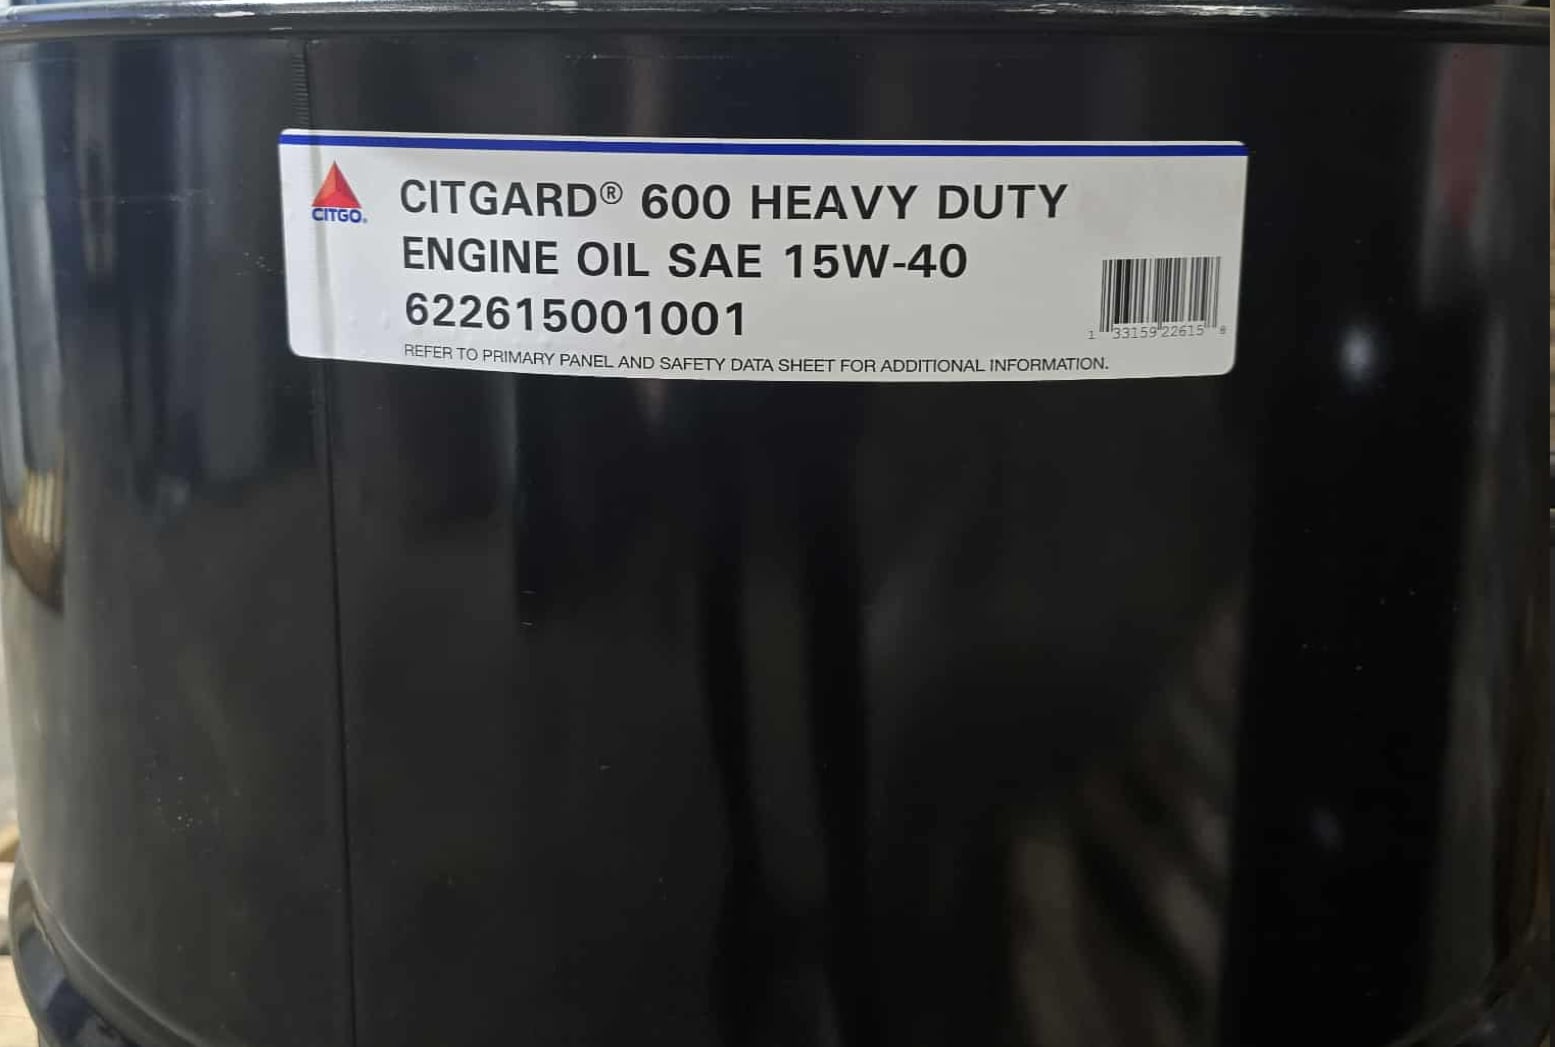 CITGO®
CITGARD® 600 HEAVY DUTY
ENGINE OIL SAE 15W-40
622615001001
1 33159 22615 8
REFER TO PRIMARY PANEL AND SAFETY DATA SHEET FOR ADDITIONAL INFORMATION.